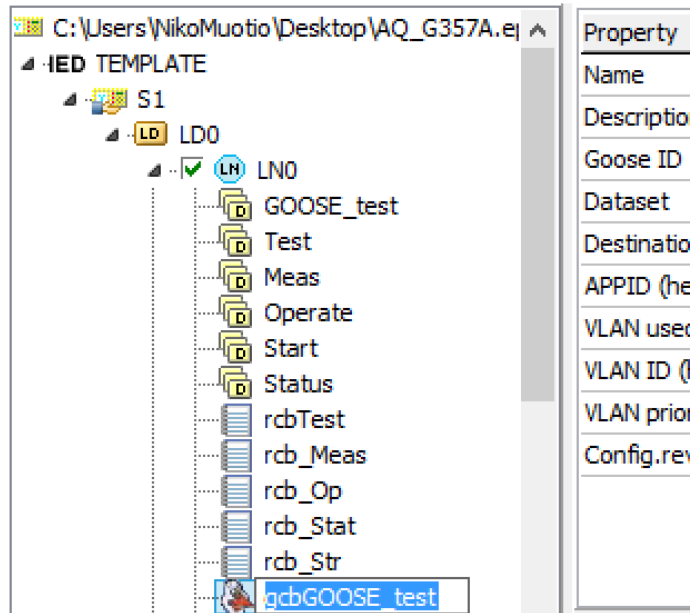 C:\Users\NikoMuotio\Desktop\AQ_G357A.e
IED TEMPLATE
S1
LD LD0
LN LN0
D GOOSE_test
D Test
D Meas
D Operate
D Start
D Status
rcbTest
rcb_Meas
rcb_Op
rcb_Stat
rcb_Str
gcbGOOSE_test
Property
Name
Descriptio
Goose ID
Dataset
Destinatio
APPID (he
VLAN used
VLAN ID (
VLAN prior
Config.rev